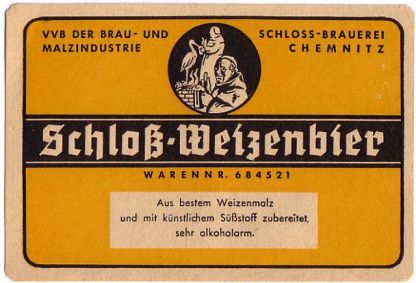 VVB DER BRAU- UND
MALZINDUSTRIE
SCHLOSS-BRAUEREI
CHEMNITZ
Schloß-Weizenbier
WARENNR. 684521
Aus bestem Weizenmalz
und mit künstlichem Süßstoff zubereitet,
sehr alkoholarm.